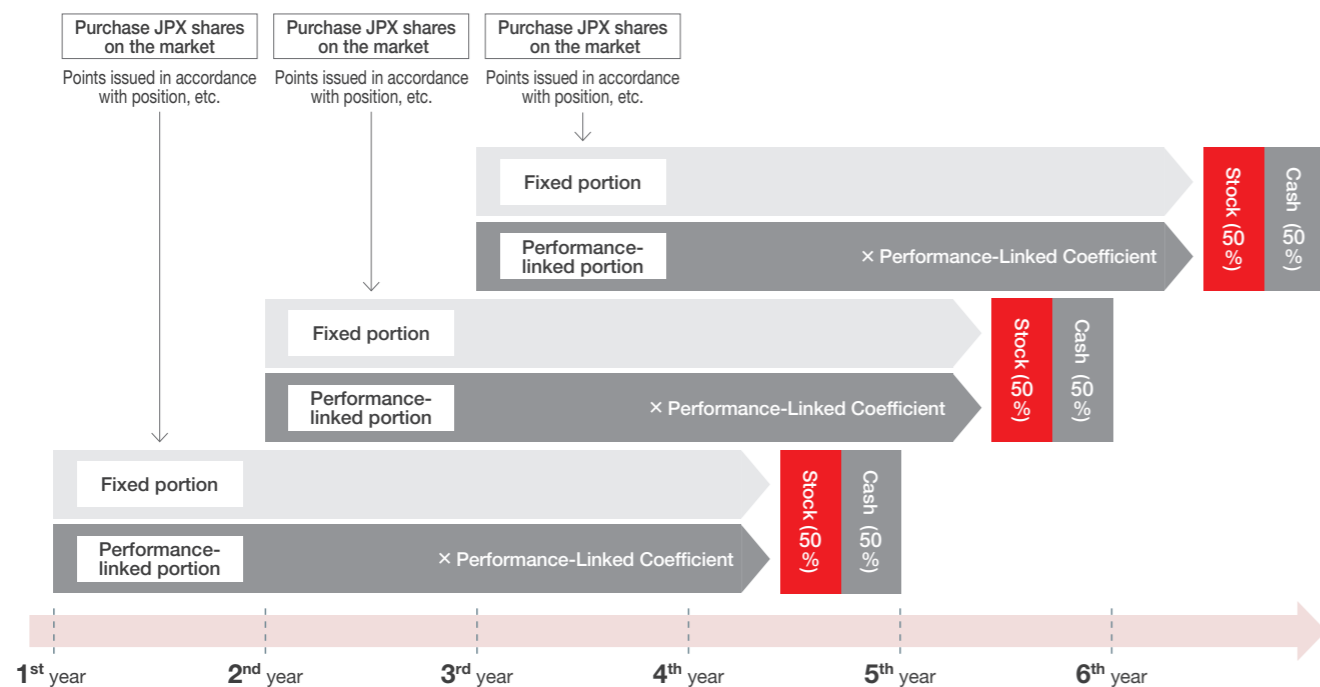 Purchase JPX shares
on the market
Points issued in accordance
with position, etc.
Purchase JPX shares
on the market
Points issued in accordance
with position, etc.
Purchase JPX shares
on the market
Points issued in accordance
with position, etc.
Fixed portion
Performance-
linked portion
× Performance-Linked Coefficient
Stock (50%)
Cash (50%)
Fixed portion
Performance-
linked portion
× Performance-Linked Coefficient
Stock (50%)
Cash (50%)
Fixed portion
Performance-
linked portion
× Performance-Linked Coefficient
Stock (50%)
Cash (50%)
1st year
2nd year
3rd year
4th year
5th year
6th year